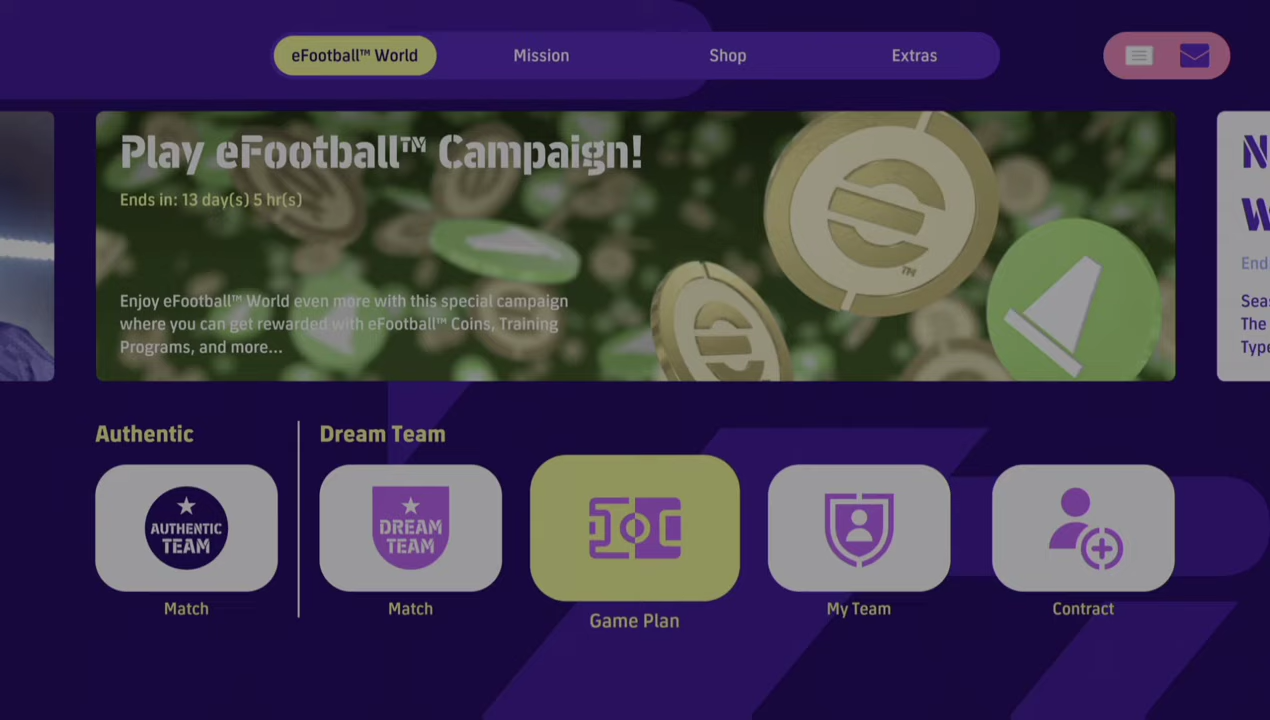 eFootball™ World
Mission
Shop
Extras
Play eFootball™ Campaign!
Ends in: 13 day(s) 5 hr(s)
Enjoy eFootball™ World even more with this special campaign
where you can get rewarded with eFootball™ Coins, Training
Programs, and more...
TM
The
Authentic
Dream Team
AUTHENTIC
TEAM
DREAM
TEAM
Match
Match
Game Plan
My Team
Contract